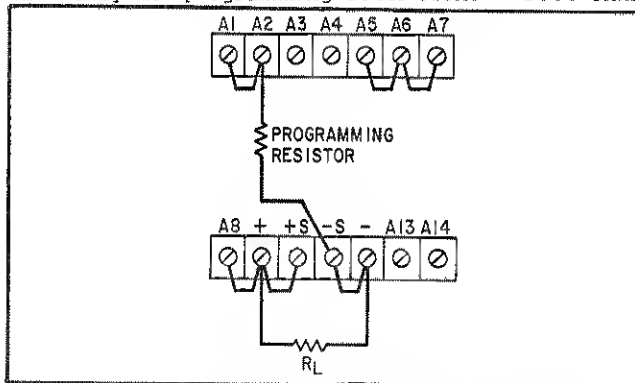 A1 A2 A3 A4 A5 A6 A7
PROGRAMMING
RESISTOR
A8 + +S -S - A13 A14
RL